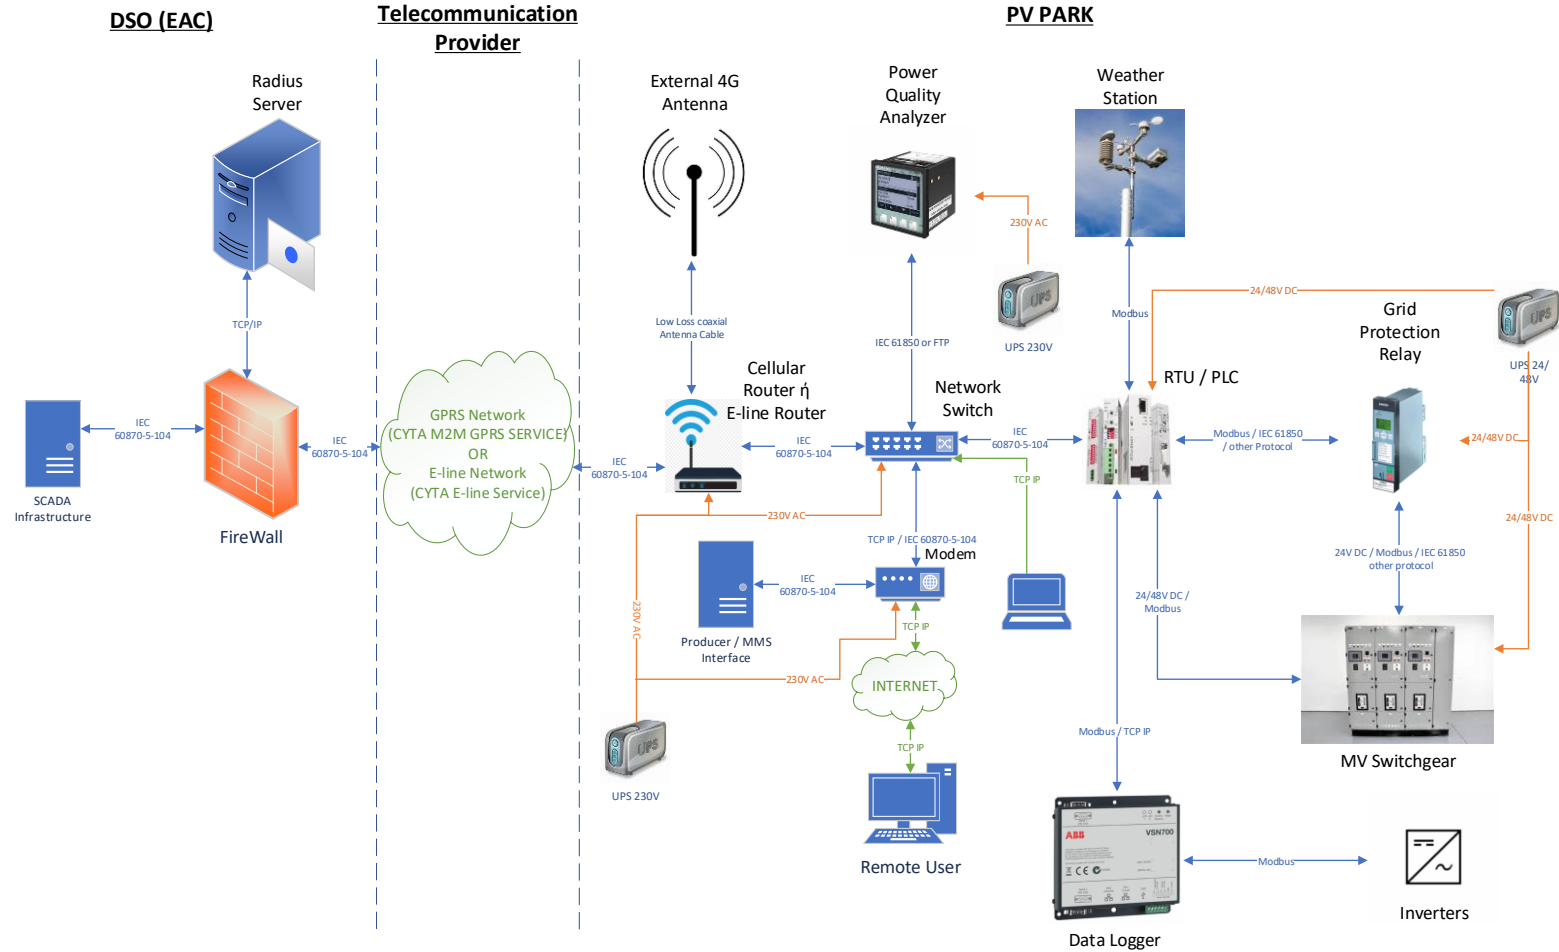 DSO (EAC)
Telecommunication
Provider
PV PARK
Radius
Server
External 4G
Antenna
Power
Quality
Analyzer
Weather
Station
230V AC
24/48V DC
Grid
Protection
Relay
TCP/IP
Low Loss coaxial
Antenna Cable
IEC 61850 or FTP
UPS
UPS 230V
Modbus
UPS
UPS 24/
48V
Cellular
Router ή
E-line Router
Network
Switch
RTU / PLC
IEC
60870-5-104
IEC
60870-5-104
GPRS Network
(CYTA M2M GPRS SERVICE)
OR
E-line Network
(CYTA E-line Service)
IEC
60870-5-104
IEC
60870-5-104
IEC
60870-5-104
Modbus / IEC 61850
/ other Protocol
24/48V DC
SCADA
Infrastructure
FireWall
TCP IP
230V AC
24/48V DC
TCP IP / IEC 60870-5-104
Modem
24V DC / Modbus / IEC 61850
other protocol
IEC
60870-5-104
230V AC
24/48V DC /
Modbus
TCP IP
Producer / MMS
Interface
230V AC
INTERNET
UPS
UPS 230V
TCP IP
Modbus / TCP IP
MV Switchgear
Remote User
ABB
VSN700
Modbus
Inverters
Data Logger